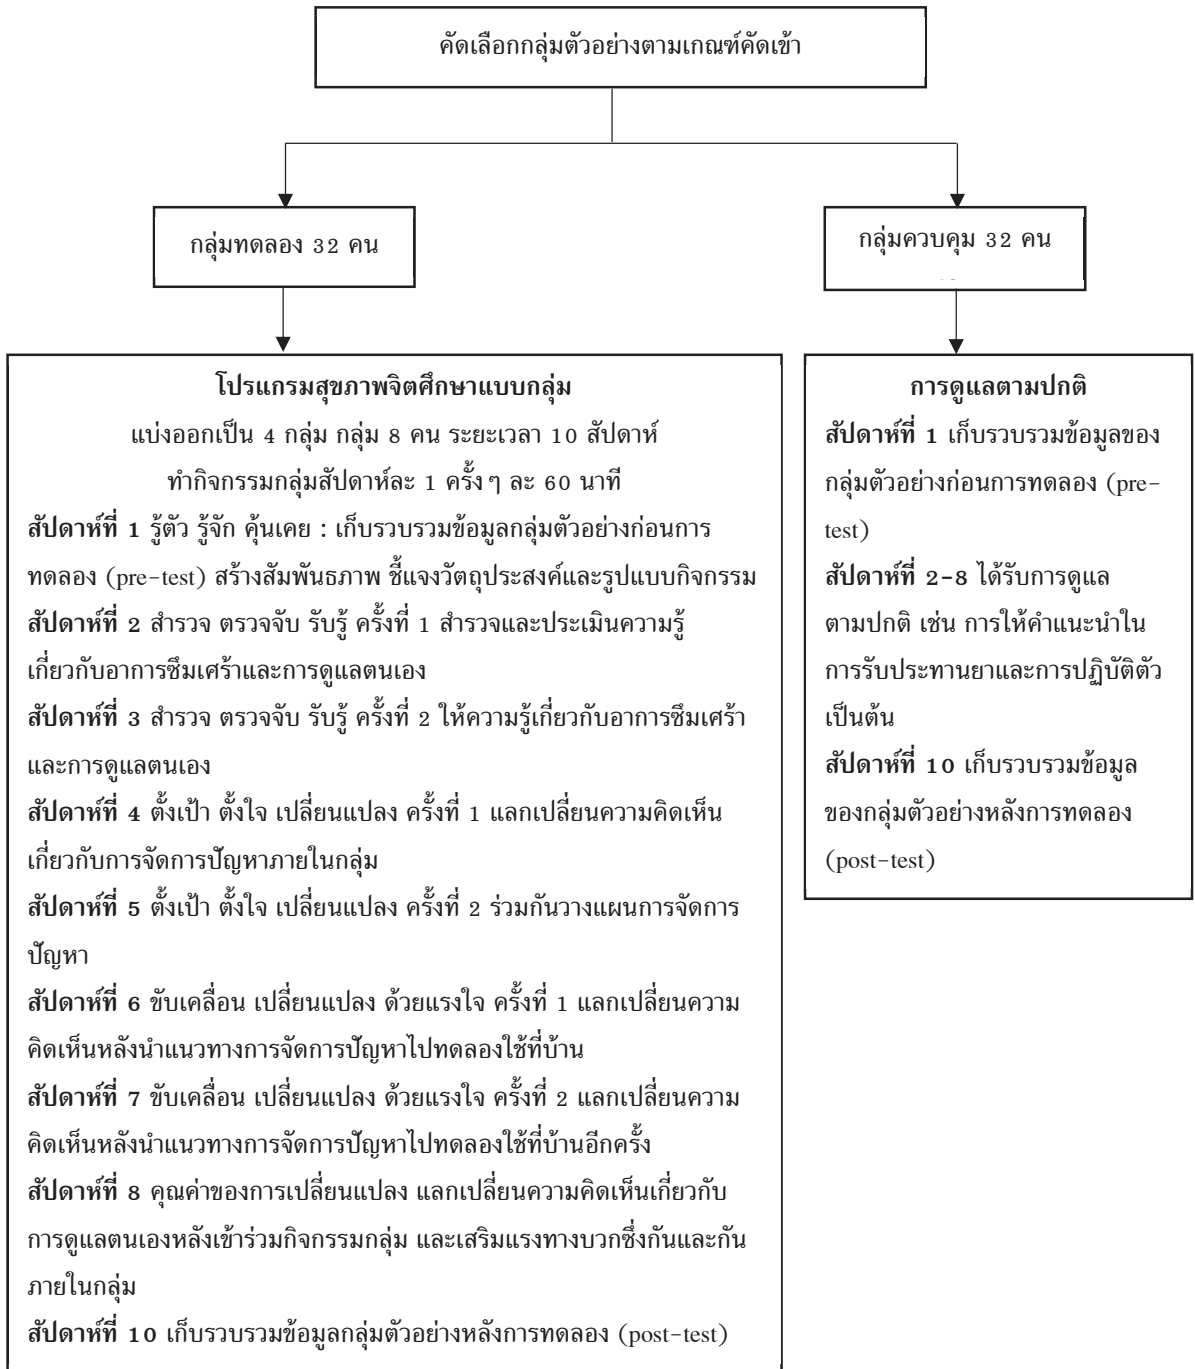 คัดเลือกกลุ่มตัวอย่างตามเกณฑ์คัดเข้า
กลุ่มทดลอง 32 คน
กลุ่มควบคุม 32 คน
โปรแกรมสุขภาพจิตศึกษาแบบกลุ่ม
แบ่งออกเป็น 4 กลุ่ม กลุ่ม 8 คน ระยะเวลา 10 สัปดาห์
ทำกิจกรรมกลุ่มสัปดาห์ละ 1 ครั้ง ๆ ละ 60 นาที
สัปดาห์ที่ 1 รู้ตัว รู้จัก คุ้นเคย : เก็บรวบรวมข้อมูลกลุ่มตัวอย่างก่อนการ
ทดลอง (pre-test) สร้างสัมพันธภาพ ชี้แจงวัตถุประสงค์และรูปแบบกิจกรรม
สัปดาห์ที่ 2 สำรวจ ตรวจจับ รับรู้ ครั้งที่ 1 สำรวจและประเมินความรู้
เกี่ยวกับอาการซึมเศร้าและการดูแลตนเอง
สัปดาห์ที่ 3 สำรวจ ตรวจจับ รับรู้ ครั้งที่ 2 ให้ความรู้เกี่ยวกับอาการซึมเศร้า
และการดูแลตนเอง
สัปดาห์ที่ 4 ตั้งเป้า ตั้งใจ เปลี่ยนแปลง ครั้งที่ 1 แลกเปลี่ยนความคิดเห็น
เกี่ยวกับการจัดการปัญหาภายในกลุ่ม
สัปดาห์ที่ 5 ตั้งเป้า ตั้งใจ เปลี่ยนแปลง ครั้งที่ 2 ร่วมกันวางแผนการจัดการ
ปัญหา
สัปดาห์ที่ 6 ขับเคลื่อน เปลี่ยนแปลง ด้วยแรงใจ ครั้งที่ 1 แลกเปลี่ยนความ
คิดเห็นหลังนำแนวทางการจัดการปัญหาไปทดลองใช้ที่บ้าน
สัปดาห์ที่ 7 ขับเคลื่อน เปลี่ยนแปลง ด้วยแรงใจ ครั้งที่ 2 แลกเปลี่ยนความ
คิดเห็นหลังนำแนวทางการจัดการปัญหาไปทดลองใช้ที่บ้านอีกครั้ง
สัปดาห์ที่ 8 คุณค่าของการเปลี่ยนแปลง แลกเปลี่ยนความคิดเห็นเกี่ยวกับ
การดูแลตนเองหลังเข้าร่วมกิจกรรมกลุ่ม และเสริมแรงทางบวกซึ่งกันและกัน
ภายในกลุ่ม
สัปดาห์ที่ 10 เก็บรวบรวมข้อมูลกลุ่มตัวอย่างหลังการทดลอง (post-test)
การดูแลตามปกติ
สัปดาห์ที่ 1 เก็บรวบรวมข้อมูลของ
กลุ่มตัวอย่างก่อนการทดลอง (pre-
test)
สัปดาห์ที่ 2-8 ได้รับการดูแล
ตามปกติ เช่น การให้คำแนะนำใน
การรับประทานยาและการปฏิบัติตัว
เป็นต้น
สัปดาห์ที่ 10 เก็บรวบรวมข้อมูล
ของกลุ่มตัวอย่างหลังการทดลอง
(post-test)